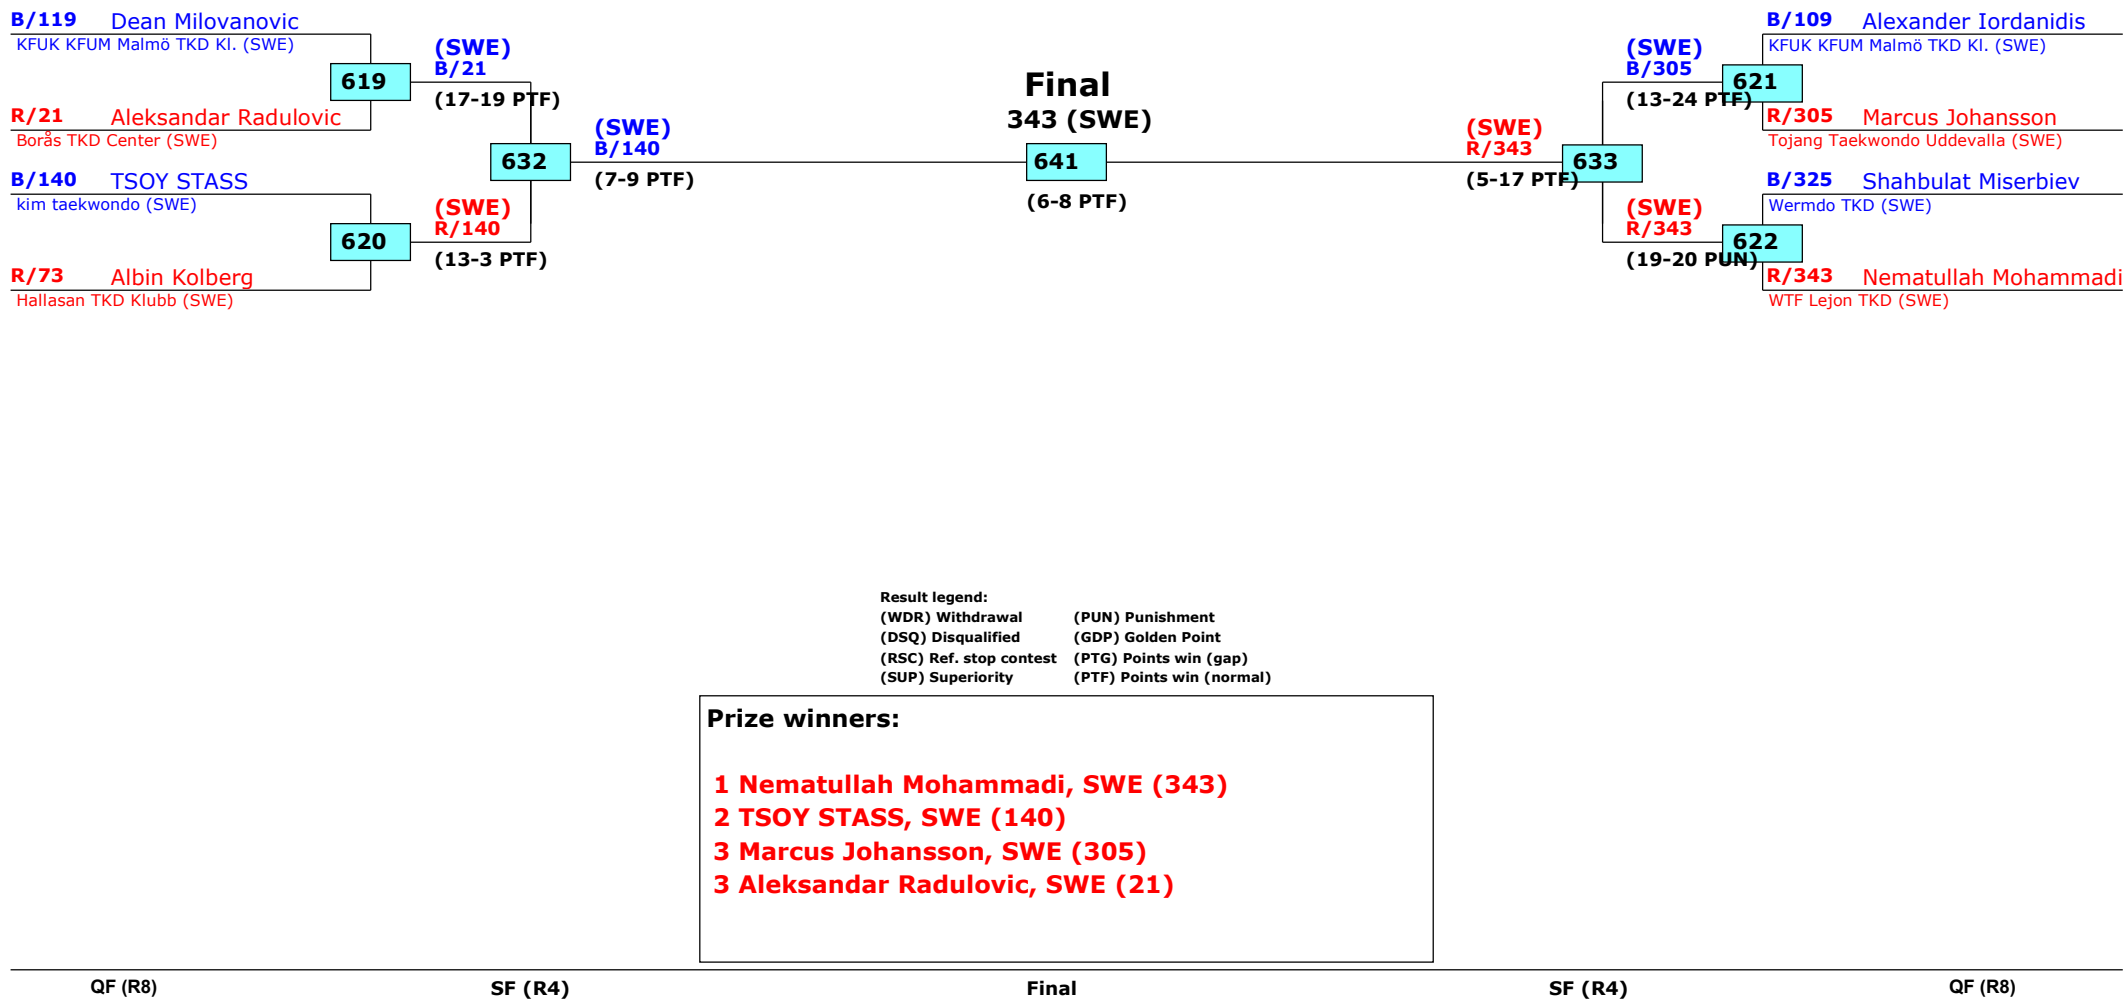 B/119 Dean Milovanovic
KFUK KFUM Malmö TKD Kl. (SWE)
619
R/21 Aleksandar Radulovic
Borås TKD Center (SWE)
B/140 TSOY STASS
kim taekwondo (SWE)
620
R/73 Albin Kolberg
Hallasan TKD Klubb (SWE)
(SWE)
B/21
(17-19 PTF)
632
(SWE)
R/140
(13-3 PTF)
(SWE)
B/140
(7-9 PTF)
Final
343 (SWE)
641
(6-8 PTF)
(SWE)
R/343
(5-17 PTF)
633
(SWE)
B/305
(13-24 PTF)
(SWE)
R/343
(19-20 PUN)
B/109 Alexander Iordanidis
KFUK KFUM Malmö TKD Kl. (SWE)
621
R/305 Marcus Johansson
Tojang Taekwondo Uddevalla (SWE)
B/325 Shahbulat Miserbiev
Wermdo TKD (SWE)
622
R/343 Nematullah Mohammadi
WTF Lejon TKD (SWE)
Result legend:
(WDR) Withdrawal (PUN) Punishment
(DSQ) Disqualified (GDP) Golden Point
(RSC) Ref. stop contest (PTG) Points win (gap)
(SUP) Superiority (PTF) Points win (normal)
Prize winners:
1 Nematullah Mohammadi, SWE (343)
2 TSOY STASS, SWE (140)
3 Marcus Johansson, SWE (305)
3 Aleksandar Radulovic, SWE (21)
QF (R8) SF (R4) Final SF (R4) QF (R8)